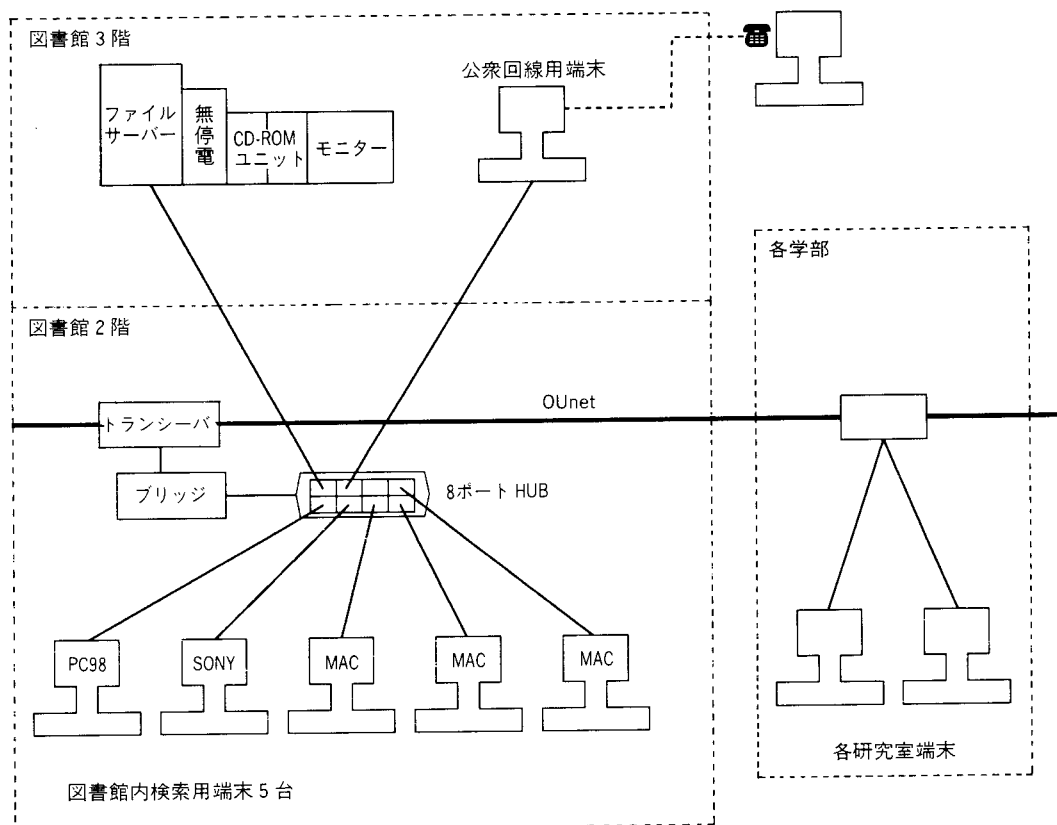 図書館3階
公衆回線用端末
ファイル
サーバー
無
停
電
CD-ROM
ユニット
モニター
各学部
図書館2階
OUnet
トランシーバ
ブリッジ
8ポート HUB
PC98
SONY
MAC
MAC
MAC
各研究室端末
図書館内検索用端末5台